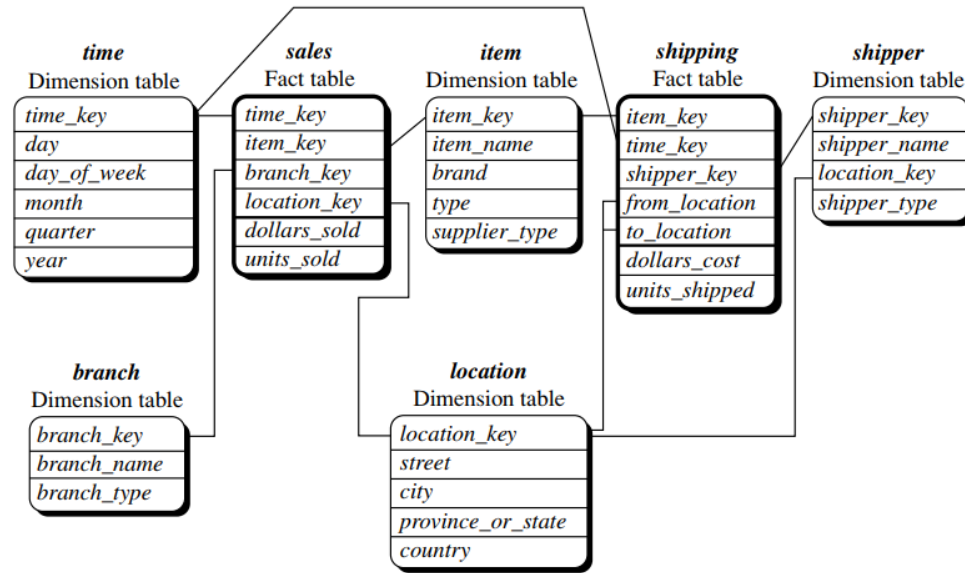 time
Dimension table
time_key
day
day_of_week
month
quarter
year
sales
Fact table
time_key
item_key
branch_key
location_key
dollars_sold
units_sold
item
Dimension table
item_key
item_name
brand
type
supplier_type
shipping
Fact table
item_key
time_key
shipper_key
from_location
to_location
dollars_cost
units_shipped
shipper
Dimension table
shipper_key
shipper_name
location_key
shipper_type
branch
Dimension table
branch_key
branch_name
branch_type
location
Dimension table
location_key
street
city
province_or_state
country